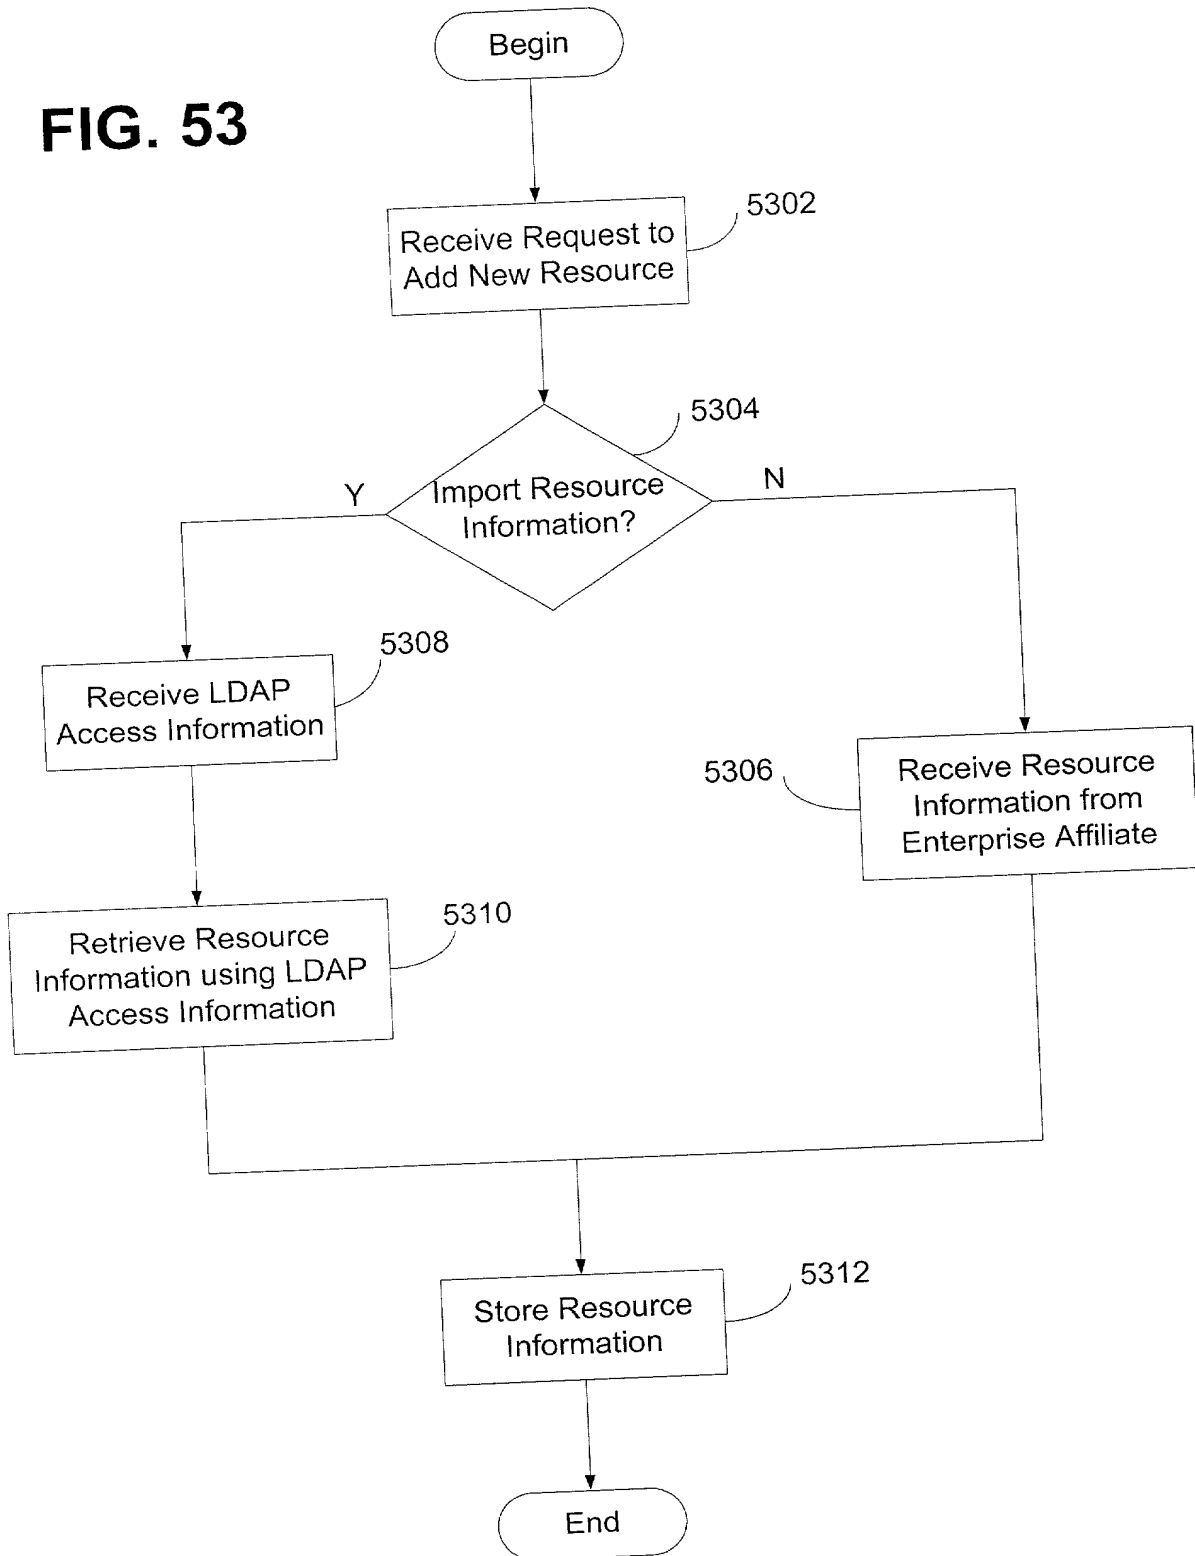 Begin
FIG. 53
5302
Receive Request to
Add New Resource
5304
Import Resource
Information?
Y
N
5308
Receive LDAP
Access Information
5306
Receive Resource
Information from
Enterprise Affiliate
5310
Retrieve Resource
Information using LDAP
Access Information
5312
Store Resource
Information
End